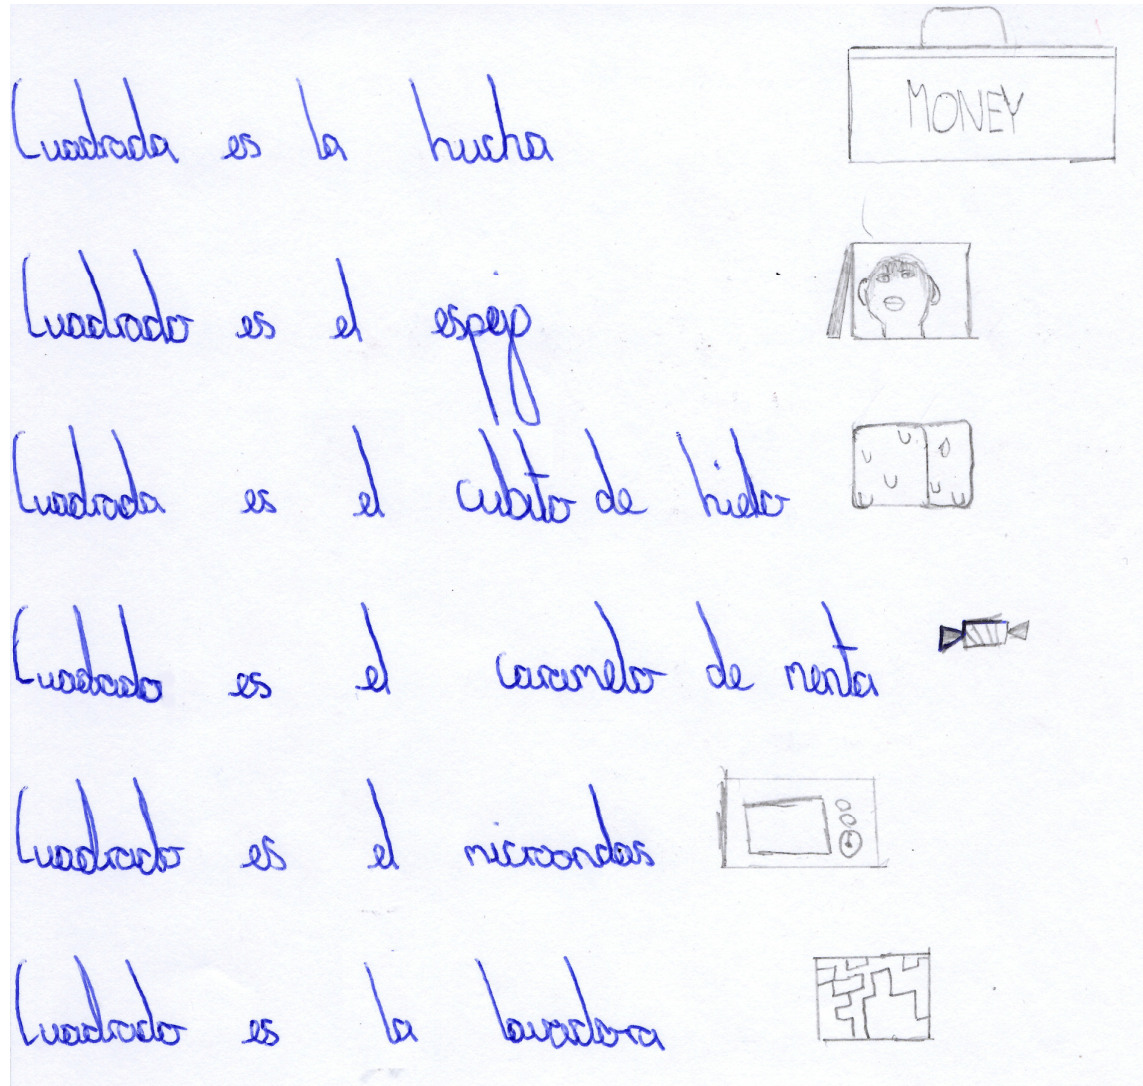 Cuadrada es la hucha
MONEY
Cuadrado es el espejo
Cuadrada es el cubito de hielo
Cuadrado es el caramelo de menta
Cuadrado es el microondas
Cuadrado es la lavadora